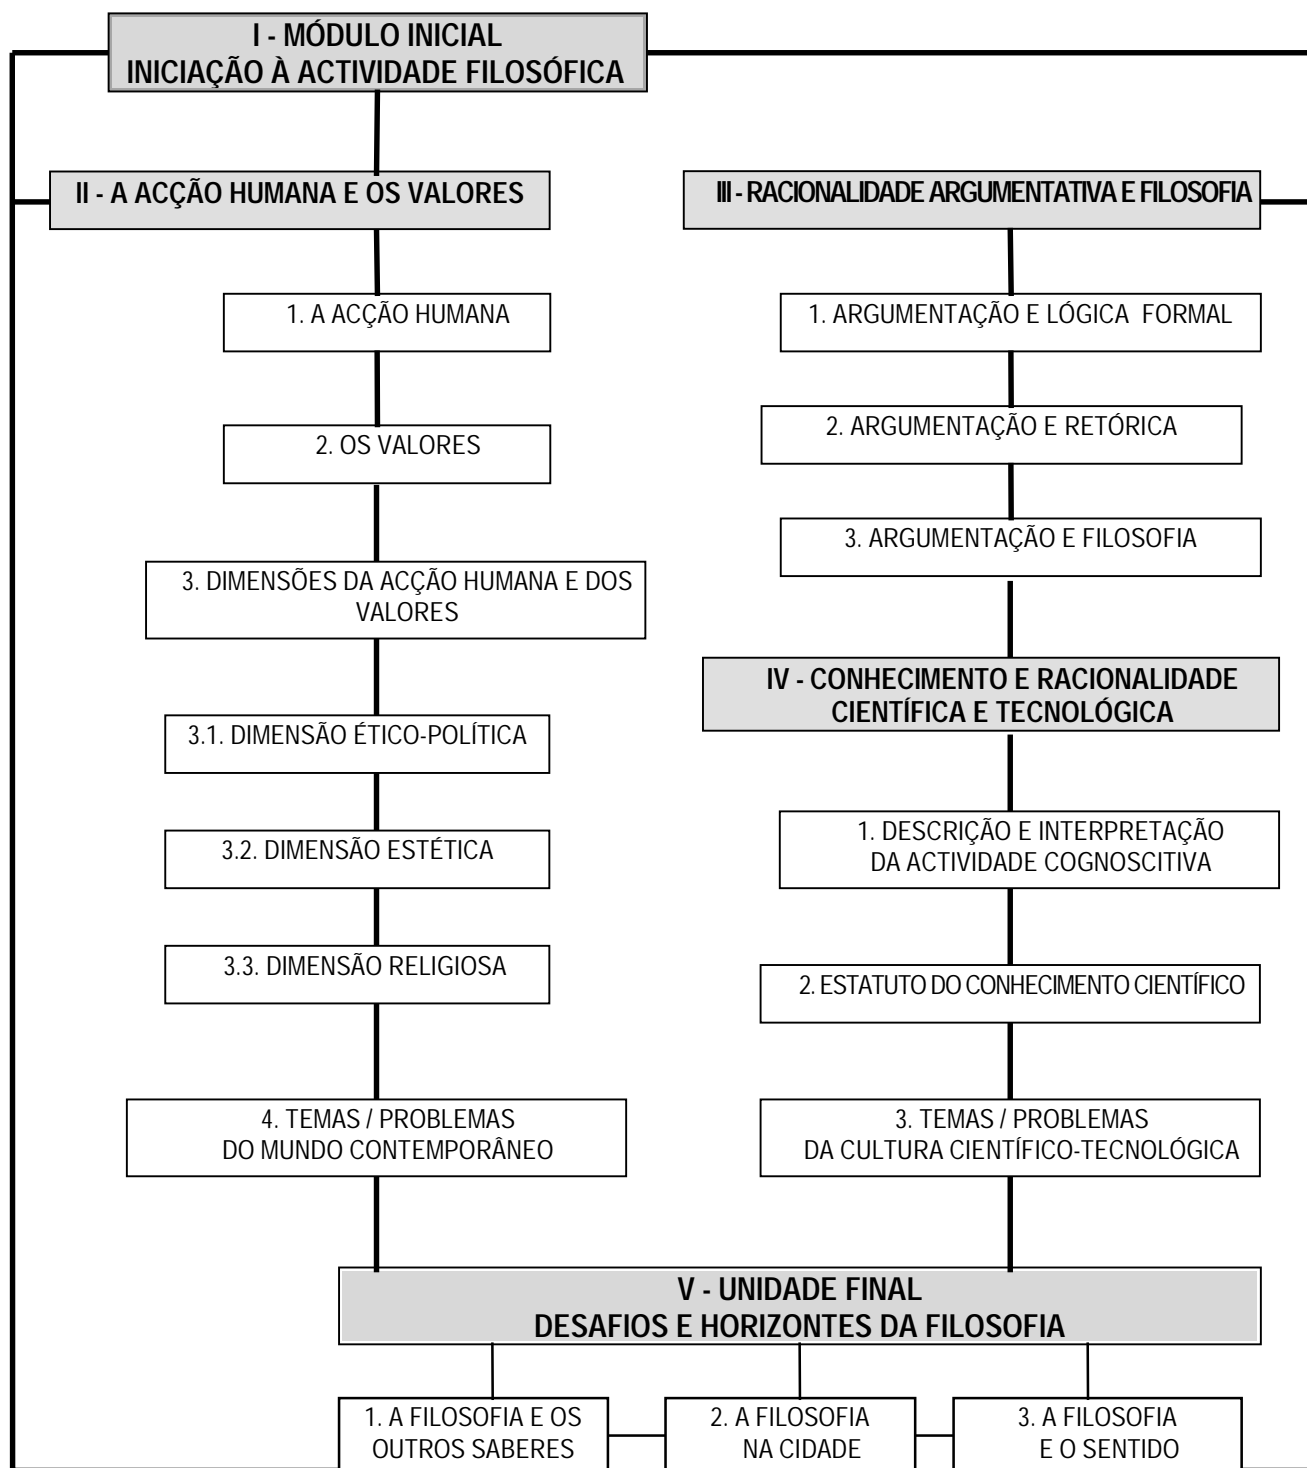 I - MÓDULO INICIAL
INICIAÇÃO À ACTIVIDADE FILOSÓFICA
II - A ACÇÃO HUMANA E OS VALORES
1. A ACÇÃO HUMANA
2. OS VALORES
3. DIMENSÕES DA ACÇÃO HUMANA E DOS
VALORES
3.1. DIMENSÃO ÉTICO-POLÍTICA
3.2. DIMENSÃO ESTÉTICA
3.3. DIMENSÃO RELIGIOSA
4. TEMAS / PROBLEMAS
DO MUNDO CONTEMPORÂNEO
III - RACIONALIDADE ARGUMENTATIVA E FILOSOFIA
1. ARGUMENTAÇÃO E LÓGICA FORMAL
2. ARGUMENTAÇÃO E RETÓRICA
3. ARGUMENTAÇÃO E FILOSOFIA
IV - CONHECIMENTO E RACIONALIDADE
CIENTÍFICA E TECNOLÓGICA
1. DESCRIÇÃO E INTERPRETAÇÃO
DA ACTIVIDADE COGNOSCITIVA
2. ESTATUTO DO CONHECIMENTO CIENTÍFICO
3. TEMAS / PROBLEMAS
DA CULTURA CIENTÍFICO-TECNOLÓGICA
V - UNIDADE FINAL
DESAFIOS E HORIZONTES DA FILOSOFIA
1. A FILOSOFIA E OS
OUTROS SABERES
2. A FILOSOFIA
NA CIDADE
3. A FILOSOFIA
E O SENTIDO